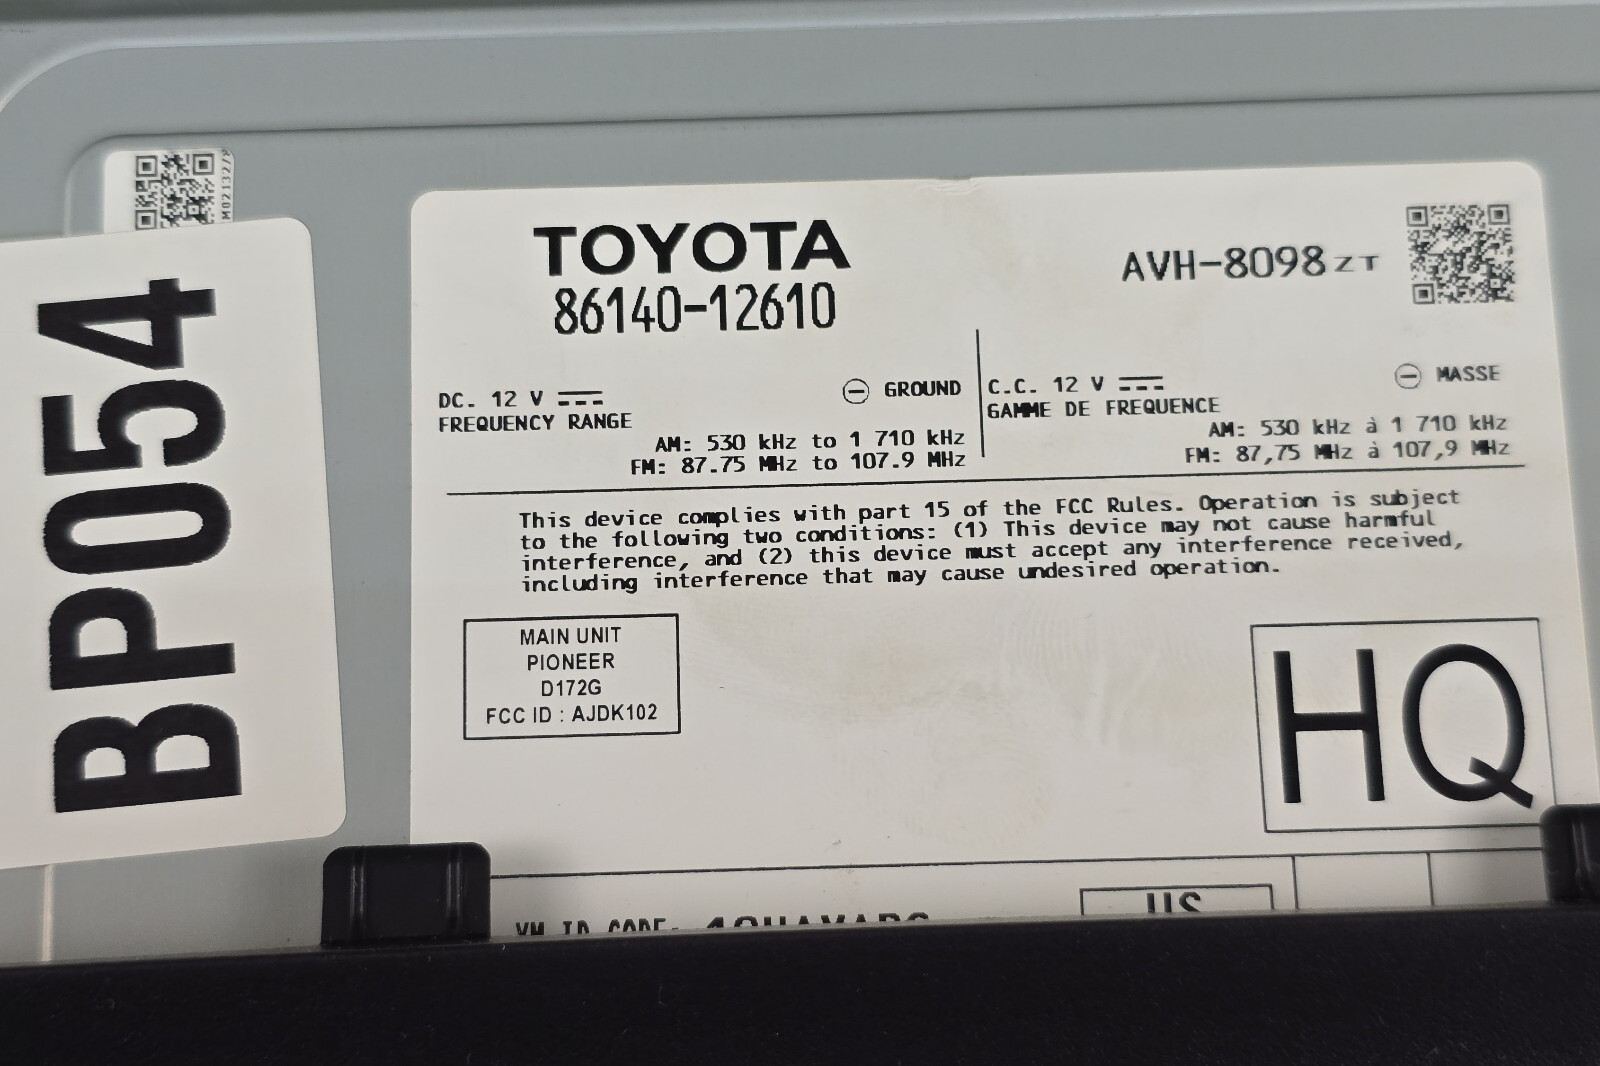 BP054
TOYOTA
86140-12610
AVH-8098ZT
DC. 12 V
⊖ GROUND
FREQUENCY RANGE
AM: 530 kHz to 1 710 kHz
FM: 87.75 MHz to 107.9 MHz
C.C. 12 V
⊖ MASSE
GAMME DE FREQUENCE
AM: 530 kHz à 1 710 kHz
FM: 87,75 MHz à 107,9 MHz
This device complies with part 15 of the FCC Rules. Operation is subject
to the following two conditions: (1) This device may not cause harmful
interference, and (2) this device must accept any interference received,
including interference that may cause undesired operation.
MAIN UNIT
PIONEER
D172G
FCC ID : AJDK102
HQ
VM ID CODE:
US